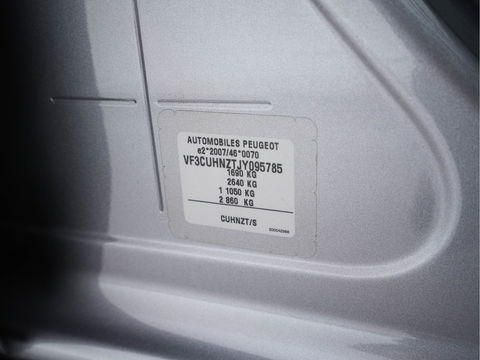 AUTOMOBILES PEUGEOT
e2*2007/46*0070
VF3CUHNZTJY095785
1690 KG
2640 KG
1 1050 KG
2 860 KG
CUHNZT/S